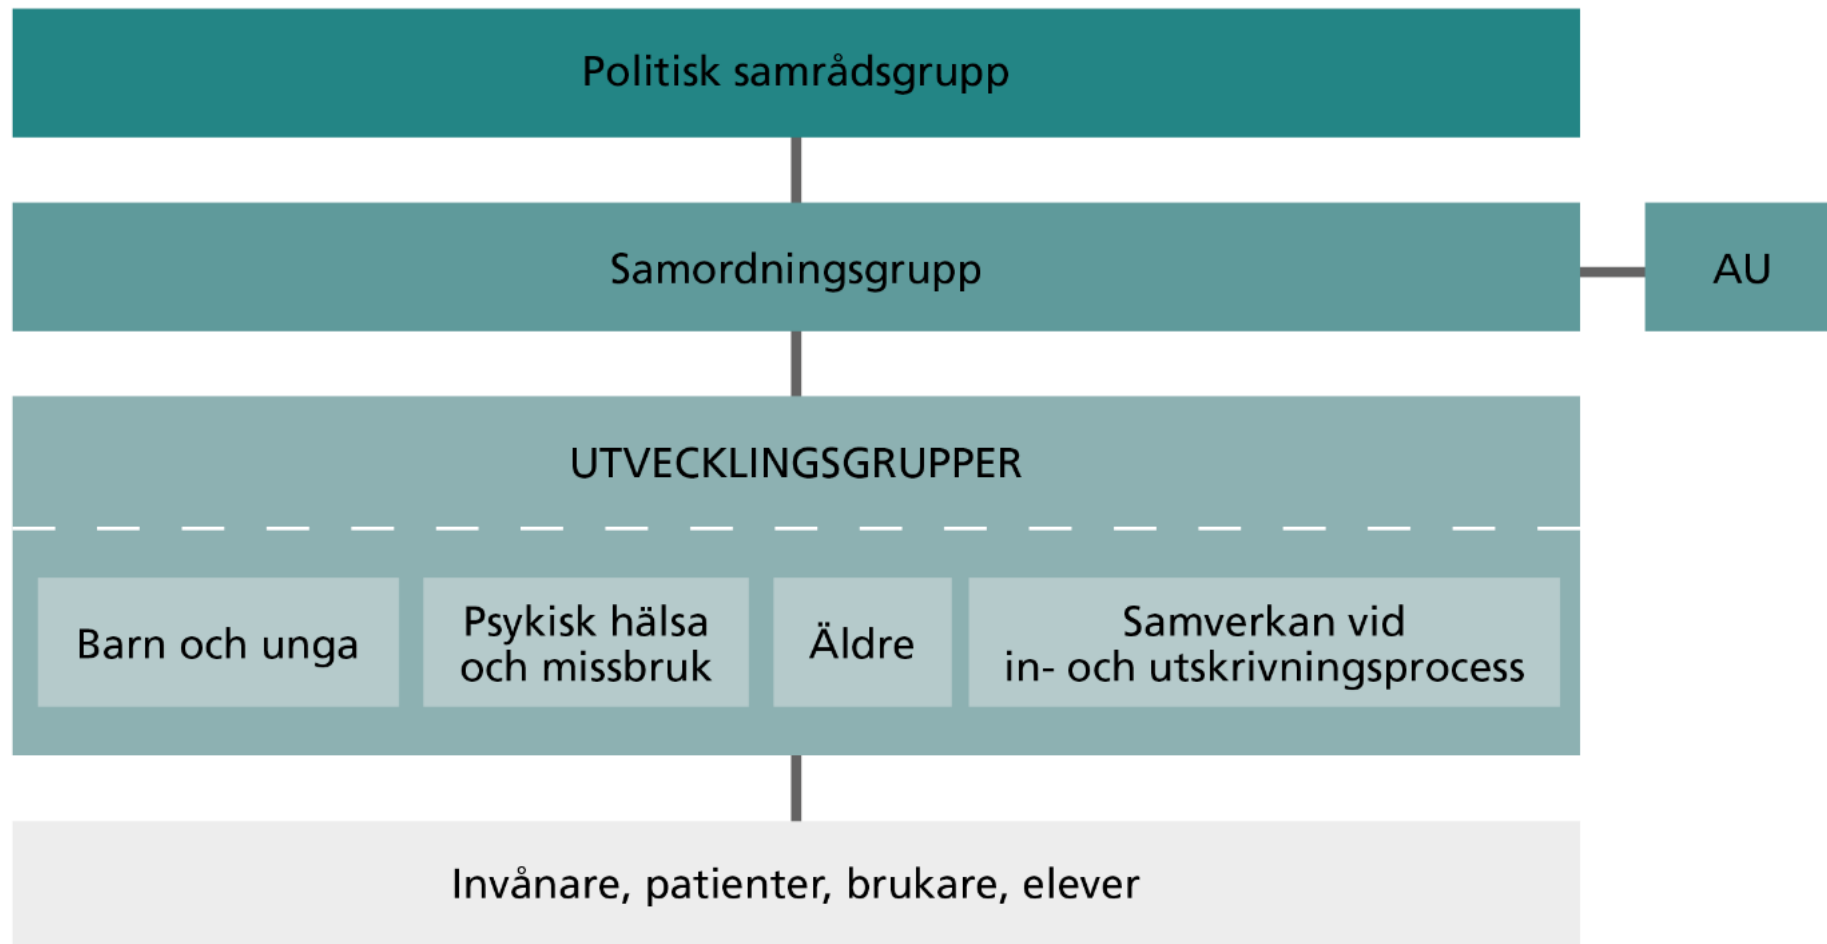 Politisk samrådsgrupp
Samordningsgrupp
AU
UTVECKLINGSGRUPPER
Barn och unga
Psykisk hälsa
och missbruk
Äldre
Samverkan vid
in- och utskrivningsprocess
Invånare, patienter, brukare, elever